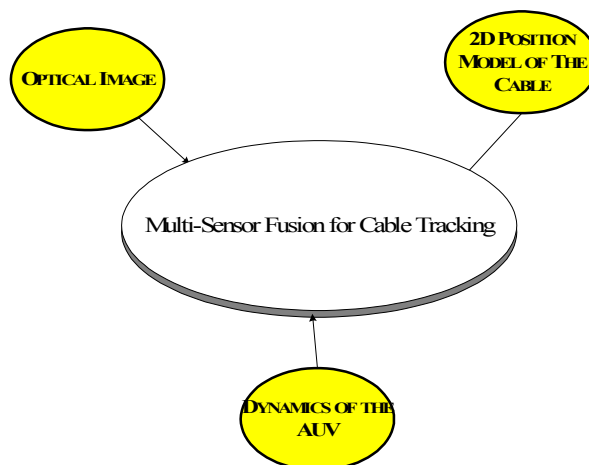 OPTICAL IMAGE
2D POSITION
MODEL OF THE
CABLE
Multi-Sensor Fusion for Cable Tracking
DYNAMICS OF THE
AUV